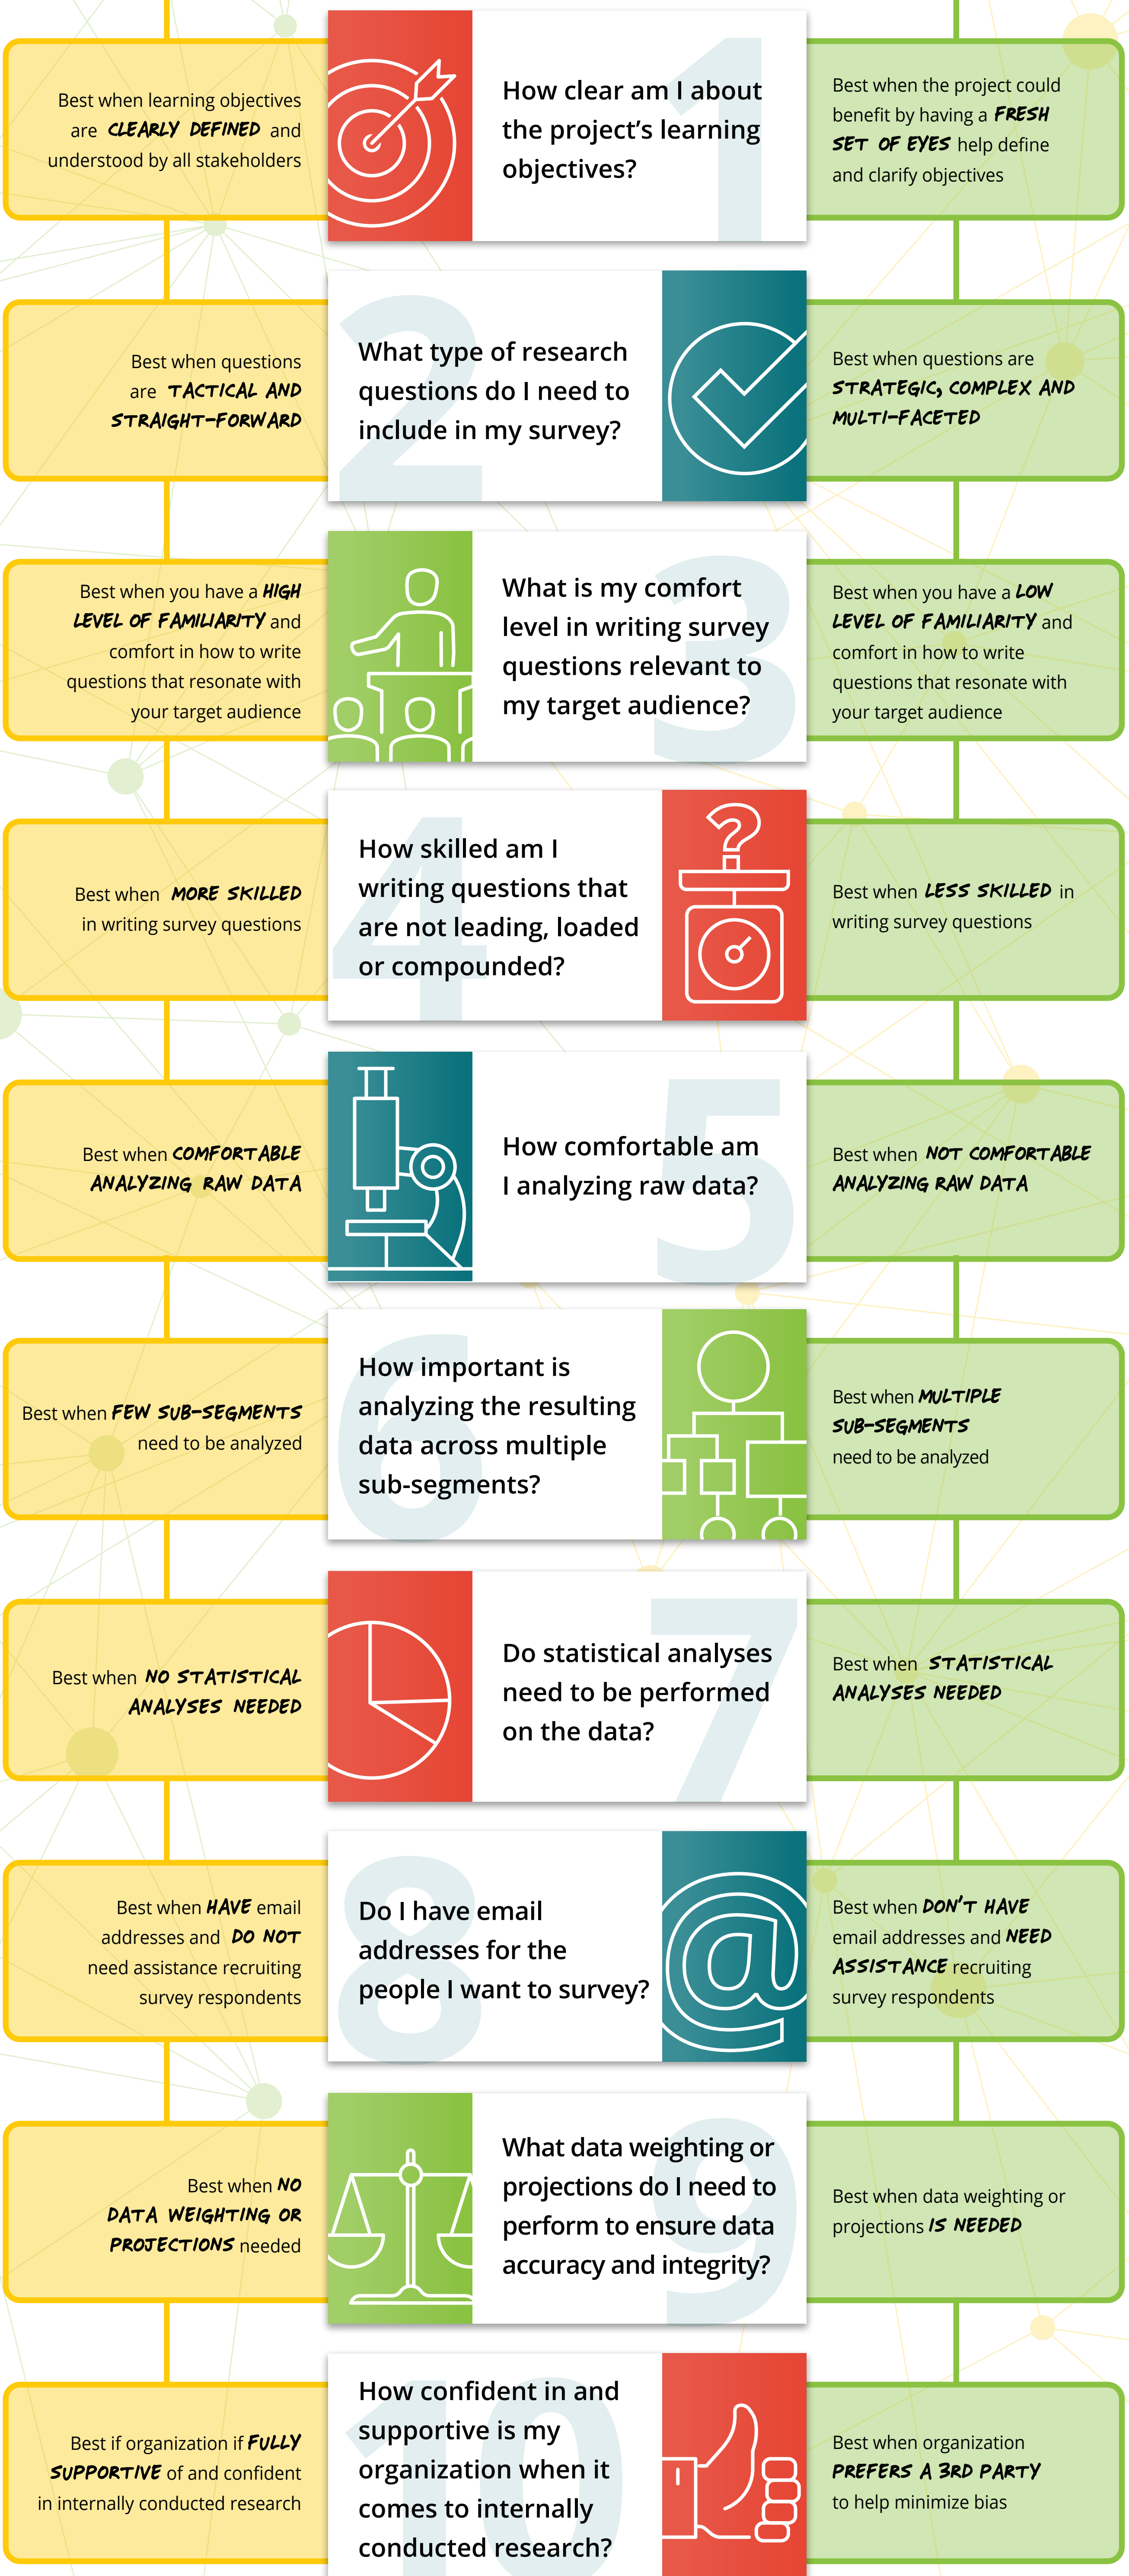 Best when learning objectives
are CLEARLY DEFINED and
understood by all stakeholders
1
How clear am I about
the project's learning
objectives?
Best when the project could
benefit by having a FRESH
SET OF EYES help define
and clarify objectives
Best when questions
are TACTICAL AND
STRAIGHT-FORWARD
2
What type of research
questions do I need to
include in my survey?
Best when questions are
STRATEGIC, COMPLEX AND
MULTI-FACETED
Best when you have a HIGH
LEVEL OF FAMILIARITY and
comfort in how to write
questions that resonate with
your target audience
3
What is my comfort
level in writing survey
questions relevant to
my target audience?
Best when you have a LOW
LEVEL OF FAMILIARITY and
comfort in how to write
questions that resonate with
your target audience
Best when MORE SKILLED
in writing survey questions
4
How skilled am I
writing questions that
are not leading, loaded
or compounded?
?
Best when LESS SKILLED in
writing survey questions
Best when COMFORTABLE
ANALYZING RAW DATA
5
How comfortable am
I analyzing raw data?
Best when NOT COMFORTABLE
ANALYZING RAW DATA
Best when FEW SUB-SEGMENTS
need to be analyzed
6
How important is
analyzing the resulting
data across multiple
sub-segments?
Best when MULTIPLE
SUB-SEGMENTS
need to be analyzed
Best when NO STATISTICAL
ANALYSES NEEDED
7
Do statistical analyses
need to be performed
on the data?
Best when STATISTICAL
ANALYSES NEEDED
Best when HAVE email
addresses and DO NOT
need assistance recruiting
survey respondents
8
Do I have email
addresses for the
people I want to survey?
@
Best when DON'T HAVE
email addresses and NEED
ASSISTANCE recruiting
survey respondents
Best when NO
DATA WEIGHTING OR
PROJECTIONS needed
9
What data weighting or
projections do I need to
perform to ensure data
accuracy and integrity?
Best when data weighting or
projections IS NEEDED
Best if organization if FULLY
SUPPORTIVE of and confident
in internally conducted research
10
How confident in and
supportive is my
organization when it
comes to internally
conducted research?
Best when organization
PREFERS A 3RD PARTY
to help minimize bias